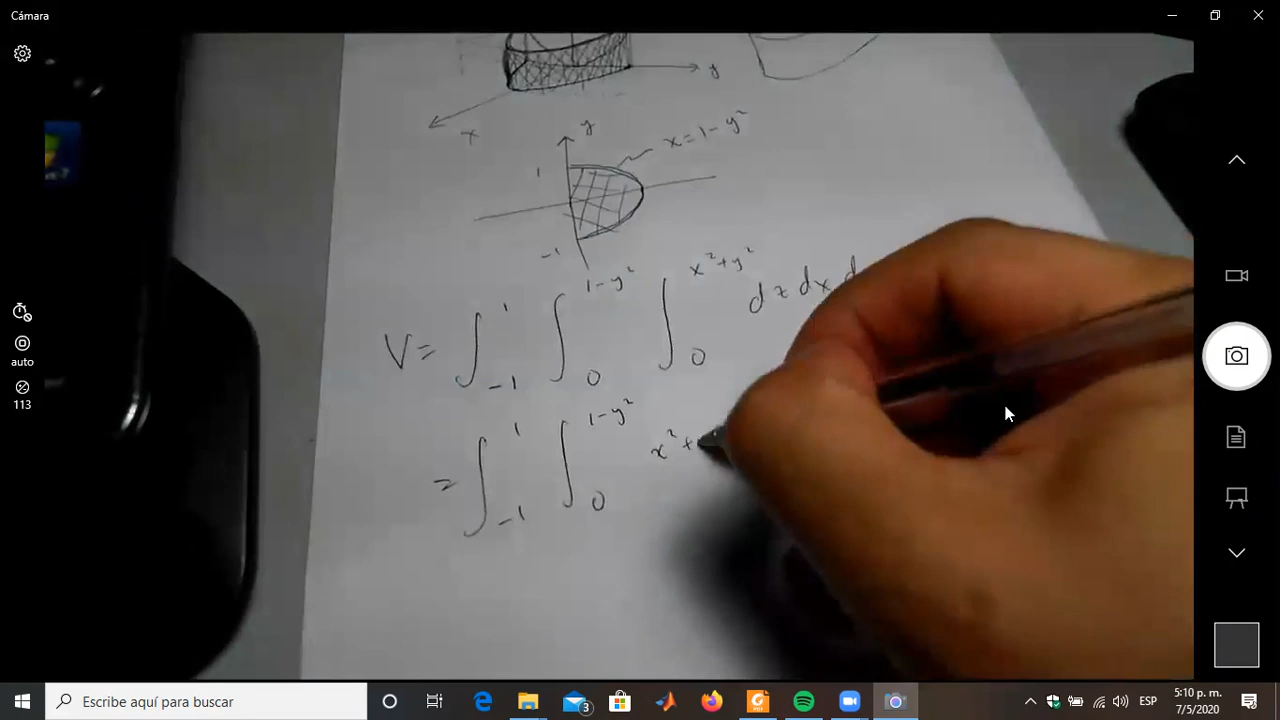 Cámara
y
x
y
x = 1 - y²
1
-1
V = ∫₋₁¹ ∫₀^{1-y²} ∫₀^{x²+y²} dz dx d
= ∫₋₁¹ ∫₀^{1-y²} x² +
auto
113
Escribe aquí para buscar
3
ESP
5:10 p. m.
7/5/2020